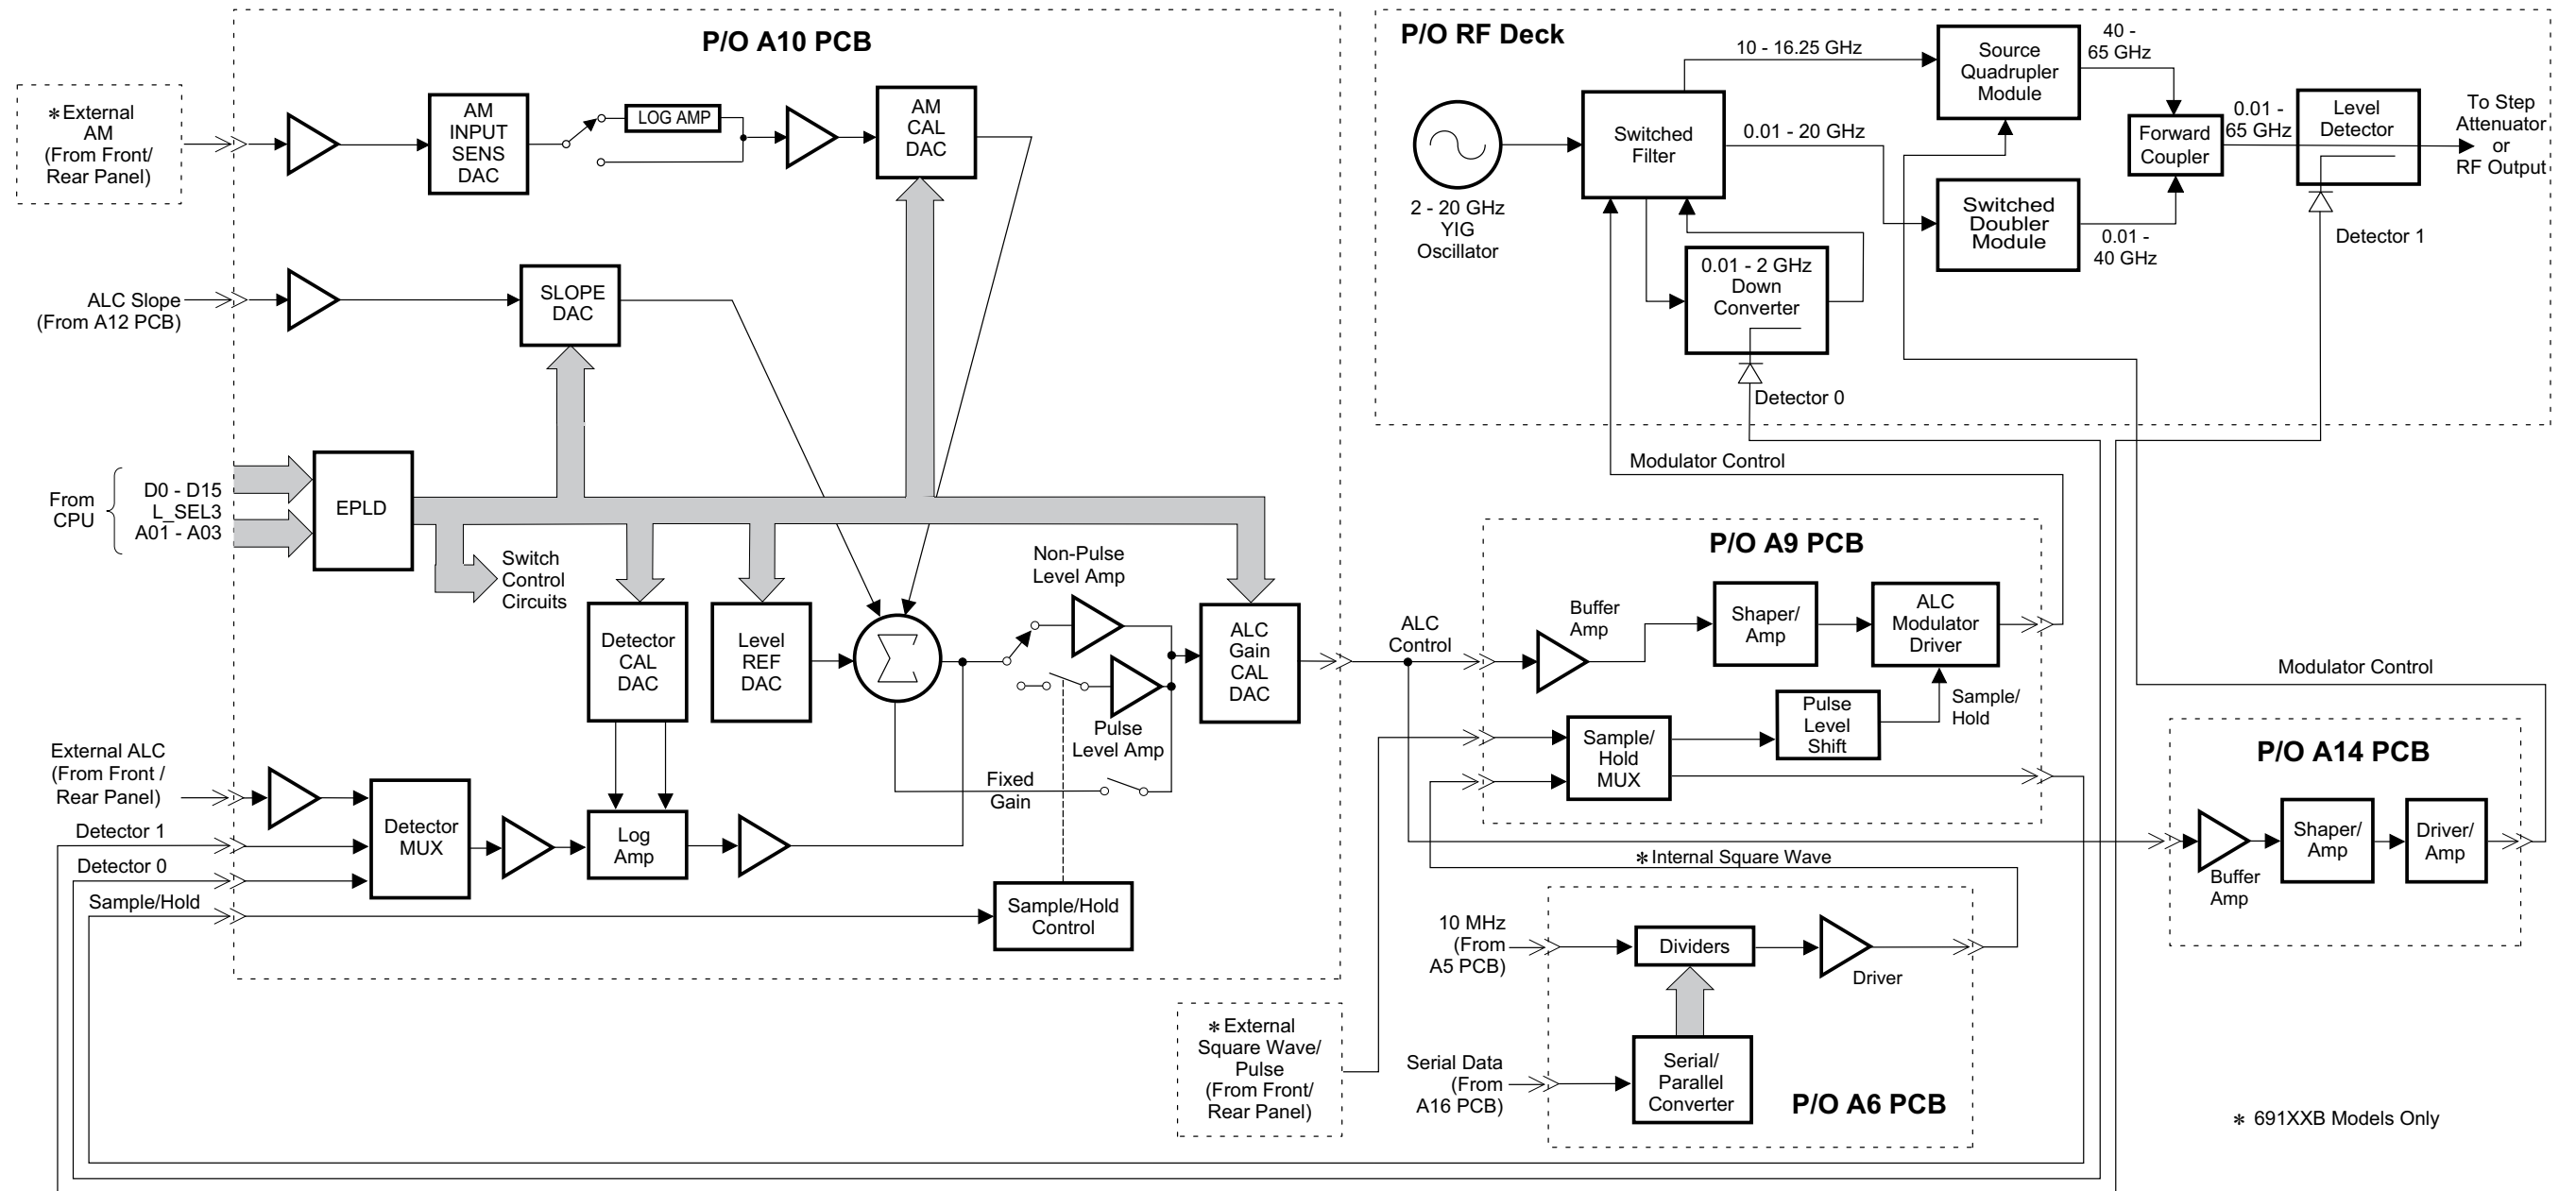 P/O A10 PCB
∗External
AM
(From Front/
Rear Panel)
AM
INPUT
SENS
DAC
LOG AMP
AM
CAL
DAC
ALC Slope
(From A12 PCB)
SLOPE
DAC
From
CPU
D0 - D15
L_SEL3
A01 - A03
EPLD
Switch
Control
Circuits
Detector
CAL
DAC
Level
REF
DAC
Non-Pulse
Level Amp
Pulse
Level Amp
ALC
Gain
CAL
DAC
Fixed
Gain
External ALC
(From Front /
Rear Panel)
Detector 1
Detector 0
Sample/Hold
Detector
MUX
Log
Amp
Sample/Hold
Control
P/O RF Deck
2 - 20 GHz
YIG
Oscillator
Switched
Filter
10 - 16.25 GHz
0.01 - 20 GHz
Source
Quadrupler
Module
40 -
65 GHz
Switched
Doubler
Module
0.01 -
40 GHz
Forward
Coupler
0.01 -
65 GHz
Level
Detector
To Step
Attenuator
or
RF Output
Detector 1
0.01 - 2 GHz
Down
Converter
Detector 0
Modulator Control
P/O A9 PCB
ALC
Control
Buffer
Amp
Shaper/
Amp
ALC
Modulator
Driver
Sample/
Hold
MUX
Pulse
Level
Shift
Sample/
Hold
Modulator Control
P/O A14 PCB
Buffer
Amp
Shaper/
Amp
Driver/
Amp
∗Internal Square Wave
10 MHz
(From
A5 PCB)
Dividers
Driver
Serial Data
(From
A16 PCB)
Serial/
Parallel
Converter
P/O A6 PCB
∗External
Square Wave/
Pulse
(From Front/
Rear Panel)
∗ 691XXB Models Only